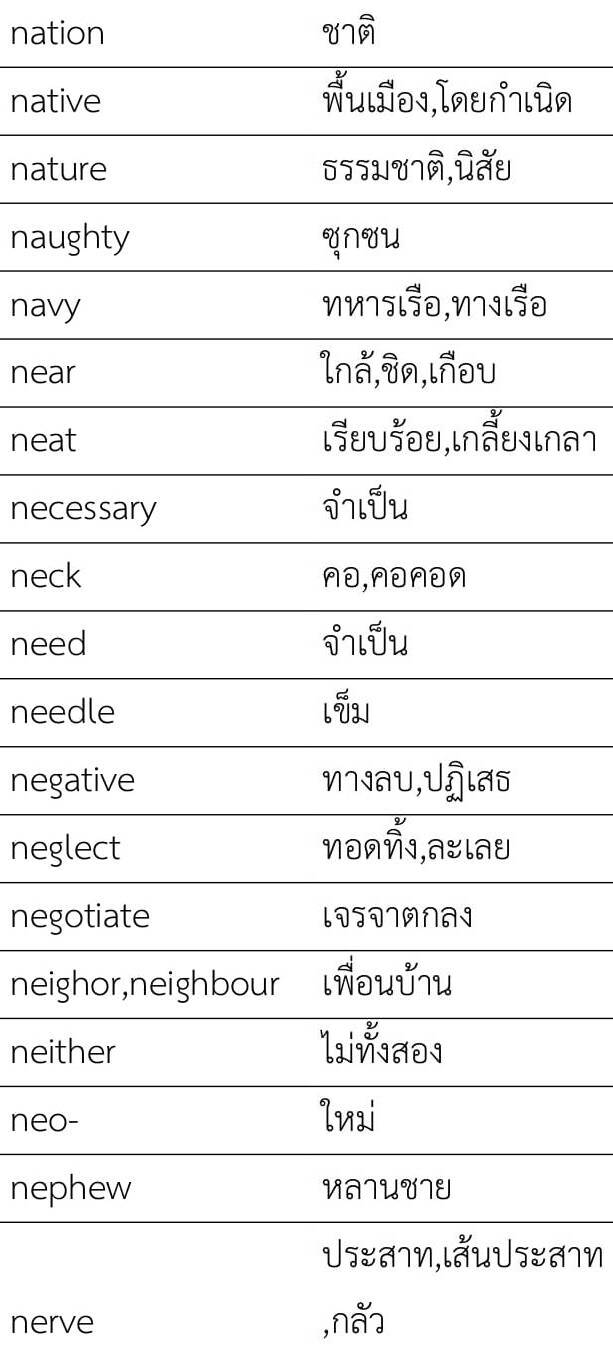 nation ชาติ
native พื้นเมือง,โดยกำเนิด
nature ธรรมชาติ,นิสัย
naughty ซุกซน
navy ทหารเรือ,ทางเรือ
near ใกล้,ชิด,เกือบ
neat เรียบร้อย,เกลี้ยงเกลา
necessary จำเป็น
neck คอ,คอคอด
need จำเป็น
needle เข็ม
negative ทางลบ,ปฏิเสธ
neglect ทอดทิ้ง,ละเลย
negotiate เจรจาตกลง
neighor,neighbour เพื่อนบ้าน
neither ไม่ทั้งสอง
neo- ใหม่
nephew หลานชาย
ประสาท,เส้นประสาท
nerve ,กลัว